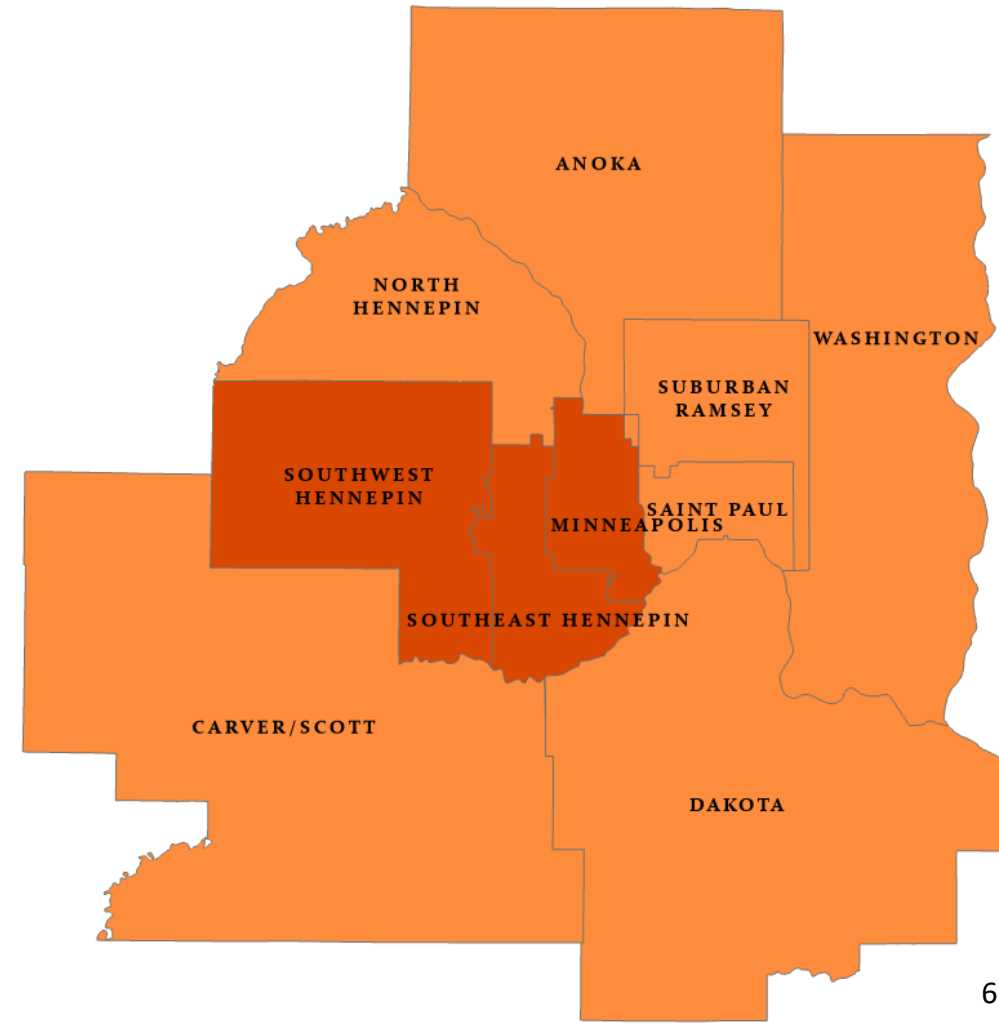 ANOKA
NORTH
HENNEPIN
WASHINGTON
SUBURBAN
RAMSEY
SOUTHWEST
HENNEPIN
SAINT PAUL
MINNEAPOLIS
SOUTHEAST HENNEPIN
CARVER/SCOTT
DAKOTA
6